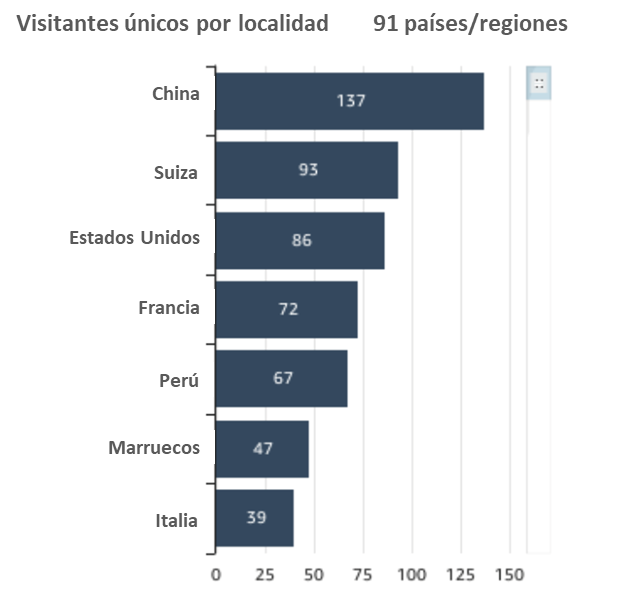 Visitantes únicos por localidad 91 países/regiones
China 137
Suiza 93
Estados Unidos 86
Francia 72
Perú 67
Marruecos 47
Italia 39
0 25 50 75 100 125 150